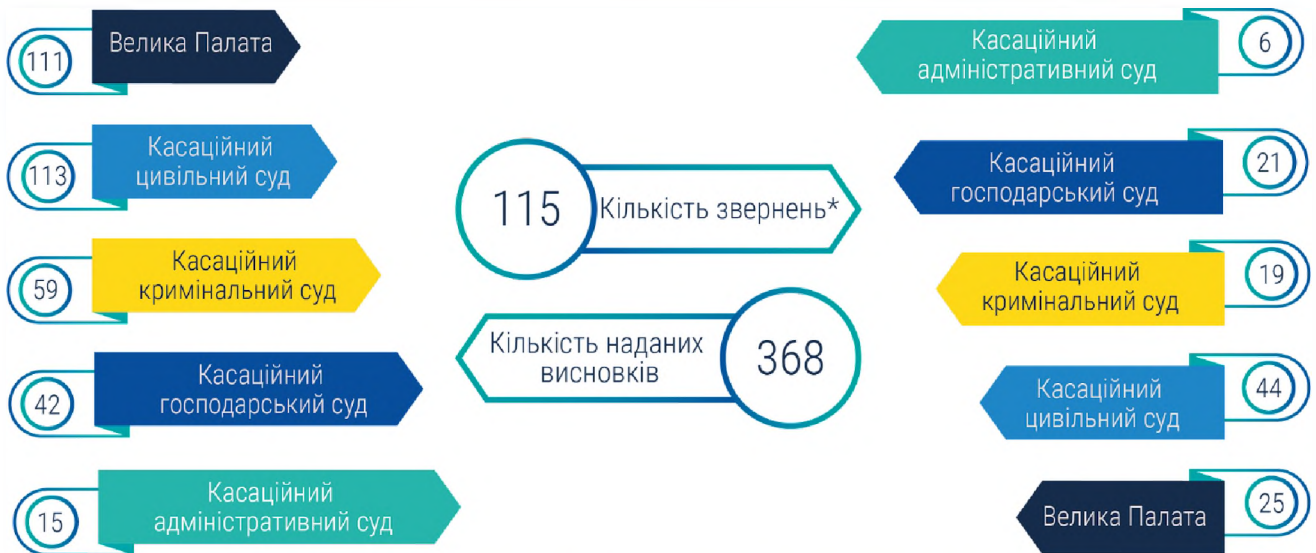 111
Велика Палата
113
Касаційний
цивільний суд
59
Касаційний
кримінальний суд
42
Касаційний
господарський суд
15
Касаційний
адміністративний суд
115
Кількість звернень*
Кількість наданих
висновків
368
Касаційний
адміністративний суд
6
Касаційний
господарський суд
21
Касаційний
кримінальний суд
19
Касаційний
цивільний суд
44
Велика Палата
25